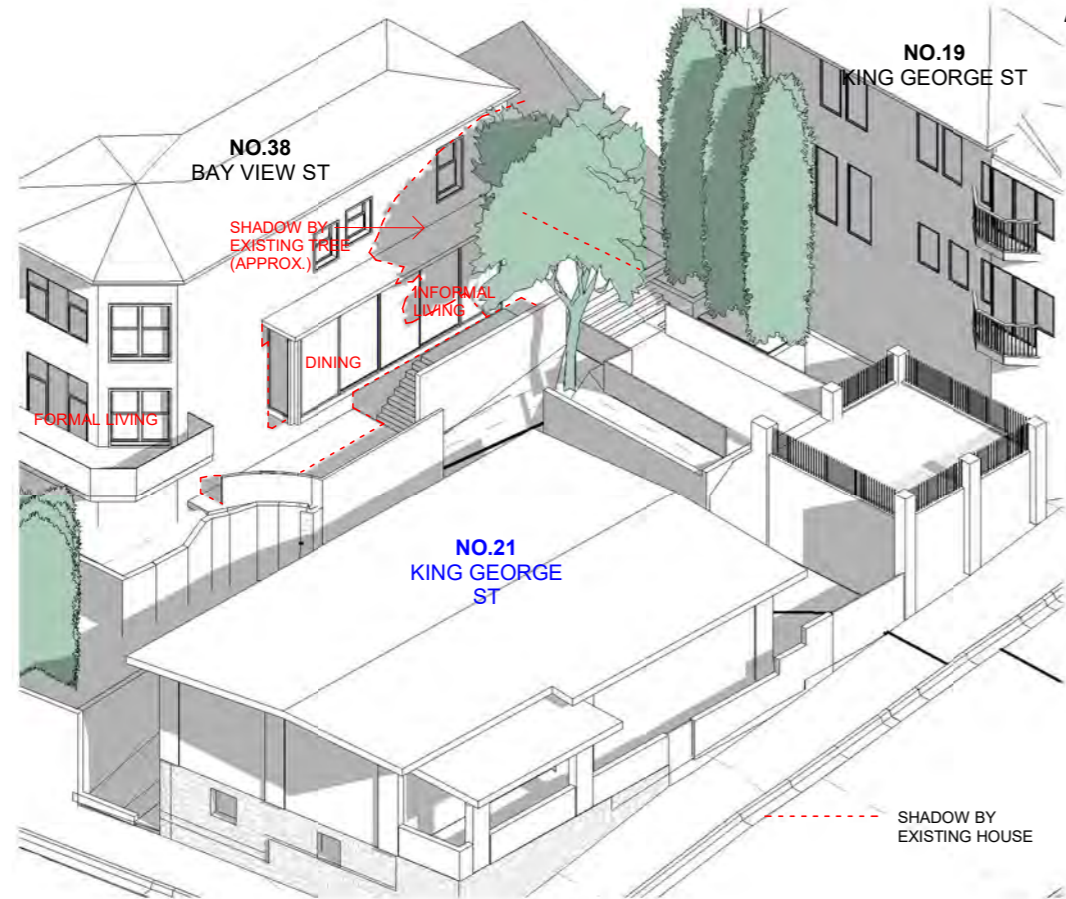 NO.19
KING GEORGE ST
NO.38
BAY VIEW ST
SHADOW BY
EXISTING TREE
(APPROX.)
INFORMAL
LIVING
DINING
FORMAL LIVING
NO.21
KING GEORGE
ST
SHADOW BY
EXISTING HOUSE